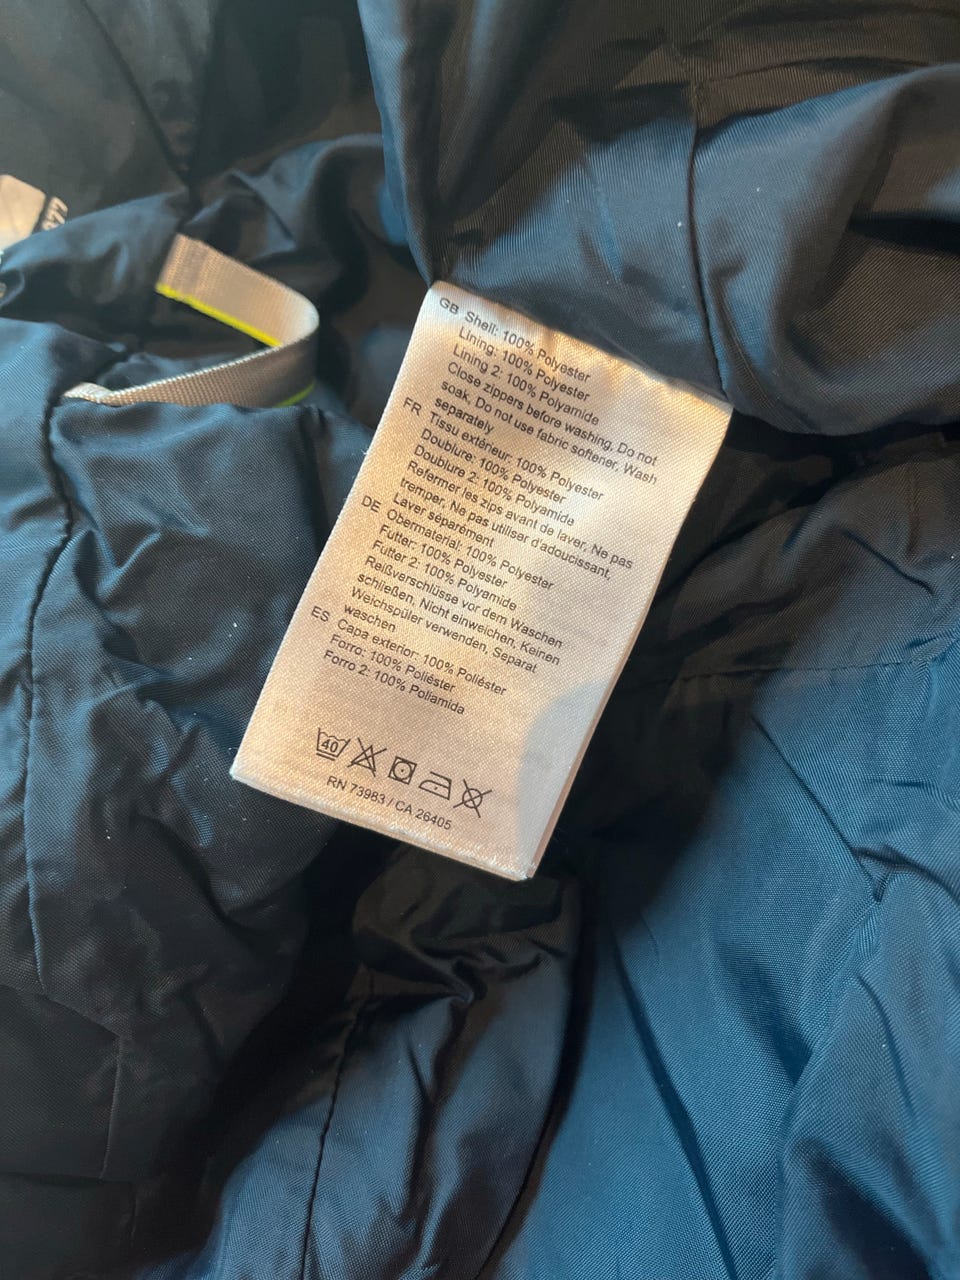 GB Shell: 100% Polyester
Lining: 100% Polyester
Lining 2: 100% Polyamide
Close zippers before washing, Do not
soak. Do not use fabric softener, Wash
separately
FR Tissu extérieur: 100% Polyester
Doublure: 100% Polyester
Doublure 2: 100% Polyamide
Refermer les zips avant de laver, Ne pas
tremper, Ne pas utiliser d'adoucissant,
Laver séparément
DE Obermaterial: 100% Polyester
Futter: 100% Polyester
Futter 2: 100% Polyamide
Reißverschlüsse vor dem Waschen
schließen, Nicht einweichen, Keinen
Weichspüler verwenden, Separat
waschen
ES Capa exterior: 100% Poliéster
Forro: 100% Poliéster
Forro 2: 100% Poliamida
40
RN 73983 / CA 26405